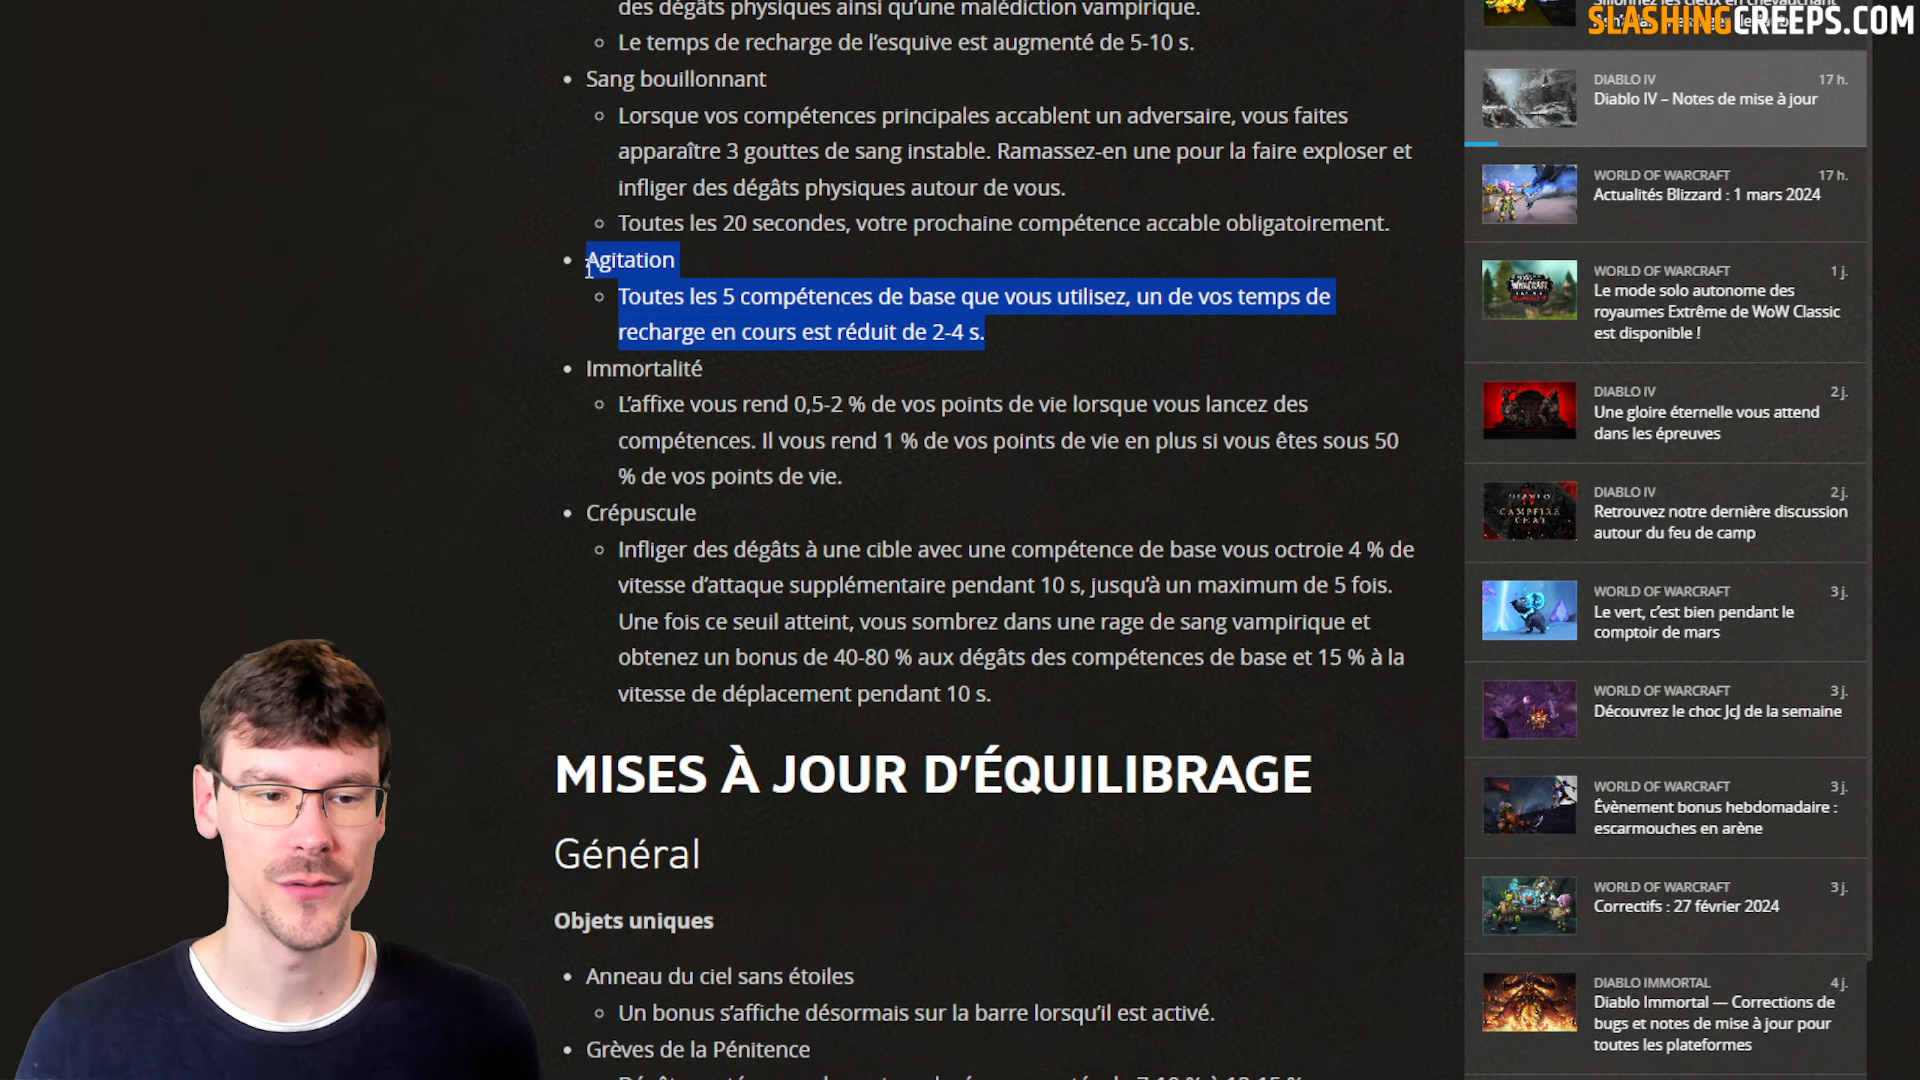 des dégâts physiques ainsi qu'une malédiction vampirique.
Le temps de recharge de l'esquive est augmenté de 5-10 s.
Sang bouillonnant
Lorsque vos compétences principales accablent un adversaire, vous faites
apparaître 3 gouttes de sang instable. Ramassez-en une pour la faire exploser et
infliger des dégâts physiques autour de vous.
Toutes les 20 secondes, votre prochaine compétence accable obligatoirement.
Agitation
Toutes les 5 compétences de base que vous utilisez, un de vos temps de
recharge en cours est réduit de 2-4 s.
Immortalité
L'affixe vous rend 0,5-2 % de vos points de vie lorsque vous lancez des
compétences. Il vous rend 1 % de vos points de vie en plus si vous êtes sous 50
% de vos points de vie.
Crépuscule
Infliger des dégâts à une cible avec une compétence de base vous octroie 4 % de
vitesse d'attaque supplémentaire pendant 10 s, jusqu'à un maximum de 5 fois.
Une fois ce seuil atteint, vous sombrez dans une rage de sang vampirique et
obtenez un bonus de 40-80 % aux dégâts des compétences de base et 15 % à la
vitesse de déplacement pendant 10 s.
MISES À JOUR D'ÉQUILIBRAGE
Général
Objets uniques
Anneau du ciel sans étoiles
Un bonus s'affiche désormais sur la barre lorsqu'il est activé.
Grèves de la Pénitence
SLASHINGCREEPS.COM
DIABLO IV 17 h.
Diablo IV – Notes de mise à jour
WORLD OF WARCRAFT 17 h.
Actualités Blizzard : 1 mars 2024
WORLD OF WARCRAFT 1 j.
Le mode solo autonome des
royaumes Extrême de WoW Classic
est disponible !
DIABLO IV 2 j.
Une gloire éternelle vous attend
dans les épreuves
DIABLO IV 2 j.
Retrouvez notre dernière discussion
autour du feu de camp
WORLD OF WARCRAFT 3 j.
Le vert, c'est bien pendant le
comptoir de mars
WORLD OF WARCRAFT 3 j.
Découvrez le choc JcJ de la semaine
WORLD OF WARCRAFT 3 j.
Évènement bonus hebdomadaire :
escarmouches en arène
WORLD OF WARCRAFT 3 j.
Correctifs : 27 février 2024
DIABLO IMMORTAL 4 j.
Diablo Immortal — Corrections de
bugs et notes de mise à jour pour
toutes les plateformes